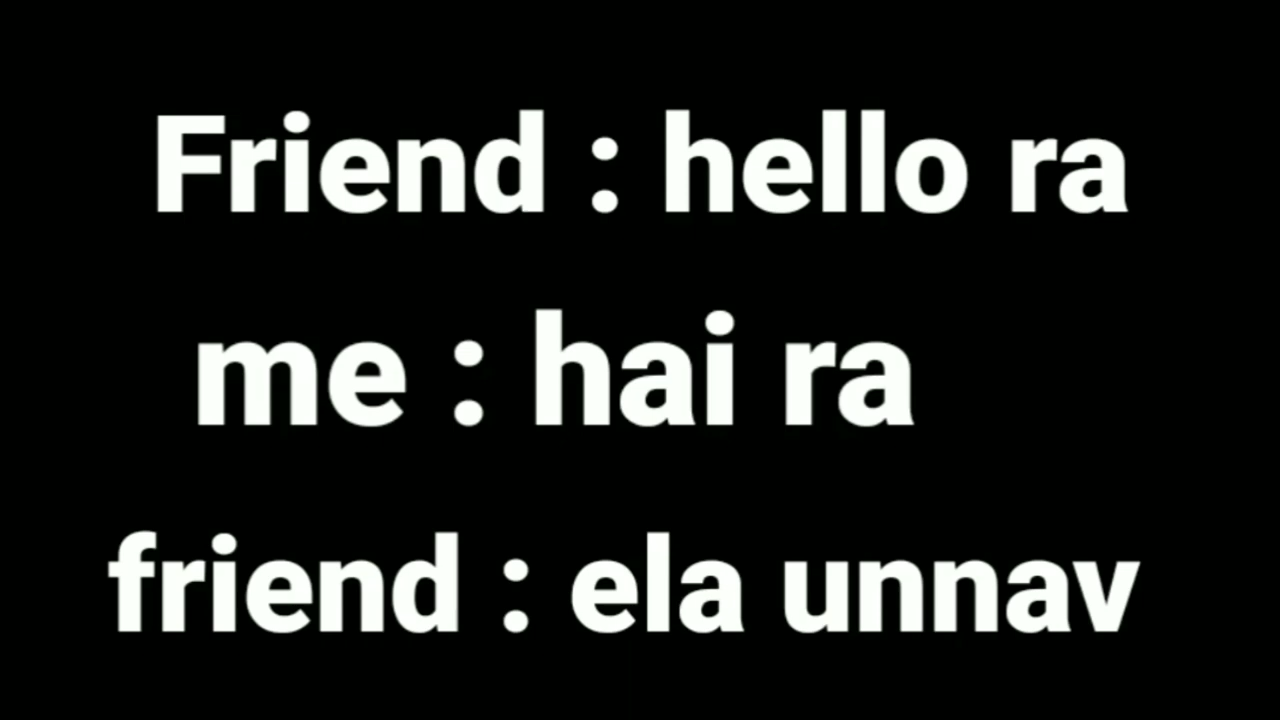 Friend : hello ra
me : hai ra
friend : ela unnav